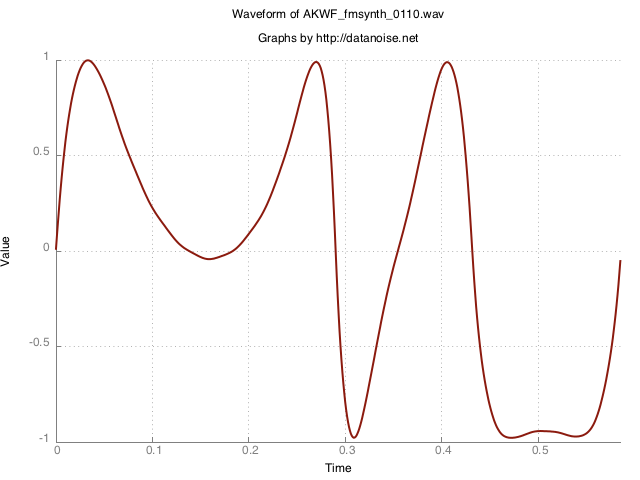 Waveform of AKWF_fmsynth_0110.wav
Graphs by http://datanoise.net
1
0.5
0
-0.5
-1
Value
0
0.1
0.2
0.3
0.4
0.5
Time